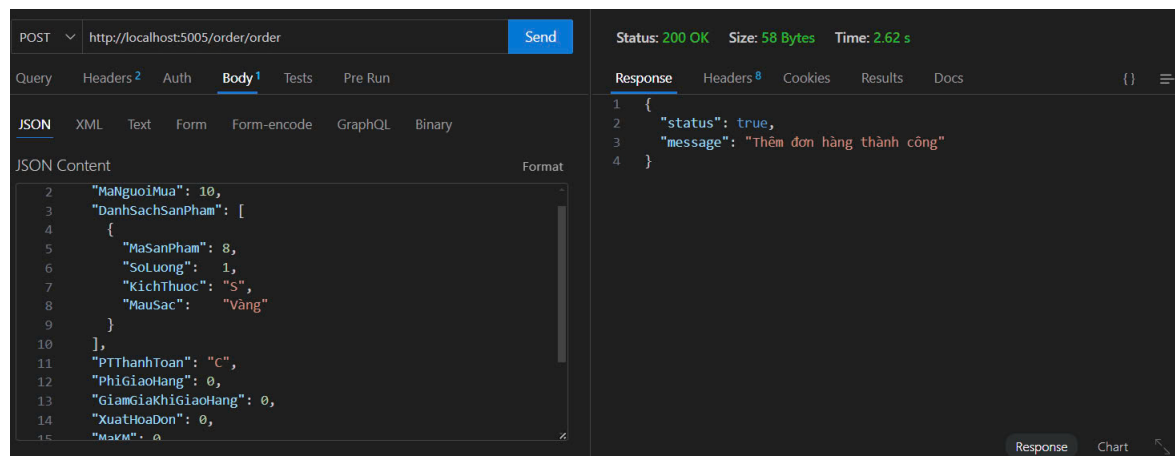 POST http://localhost:5005/order/order Send
Query Headers 2 Auth Body 1 Tests Pre Run
JSON XML Text Form Form-encode GraphQL Binary
JSON Content Format
2 "MaNguoiMua": 10,
3 "DanhSachSanPham": [
4 {
5 "MaSanPham": 8,
6 "SoLuong": 1,
7 "KichThuoc": "S",
8 "MauSac": "Vàng"
9 }
10 ],
11 "PTThanhToan": "C",
12 "PhiGiaoHang": 0,
13 "GiamGiaKhiGiaoHang": 0,
14 "XuatHoaDon": 0,
15 "MaKM": 0
Status: 200 OK Size: 58 Bytes Time: 2.62 s
Response Headers 8 Cookies Results Docs {}
1 {
2 "status": true,
3 "message": "Thêm đơn hàng thành công"
4 }
Response Chart